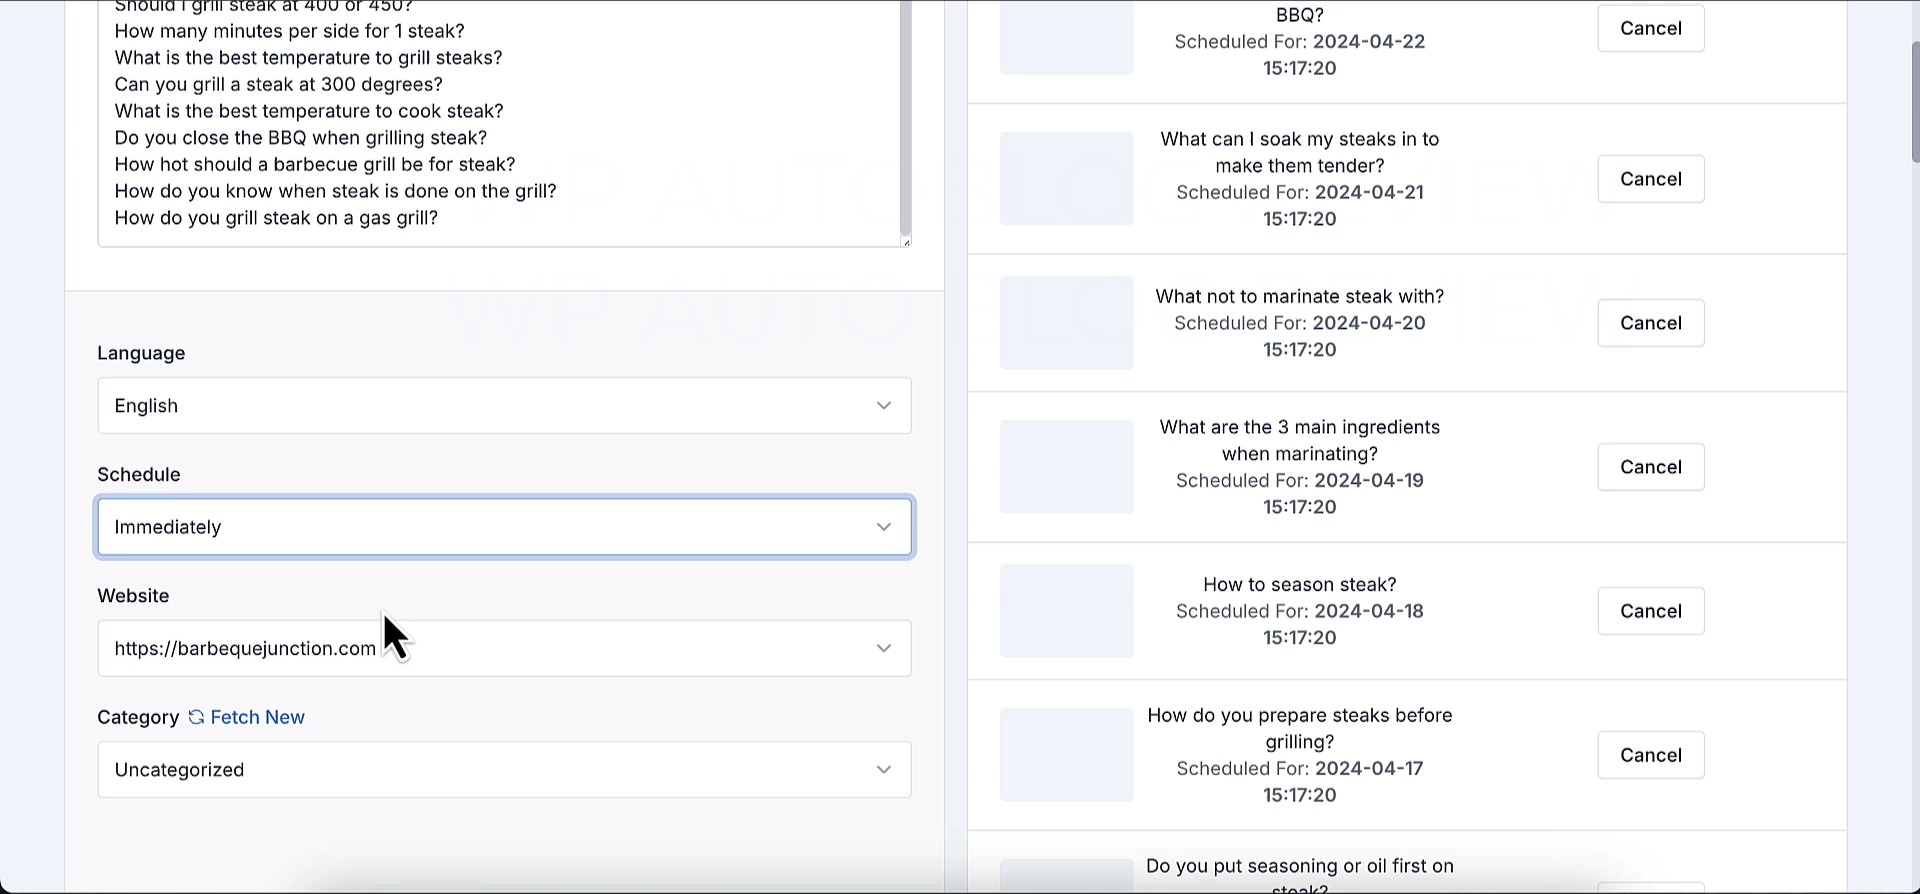 Should I grill steak at 400 or 450?
How many minutes per side for 1 steak?
What is the best temperature to grill steaks?
Can you grill a steak at 300 degrees?
What is the best temperature to cook steak?
Do you close the BBQ when grilling steak?
How hot should a barbecue grill be for steak?
How do you know when steak is done on the grill?
How do you grill steak on a gas grill?
Language
English
Schedule
Immediately
Website
https://barbequejunction.com
Category Fetch New
Uncategorized
BBQ?
Scheduled For: 2024-04-22
15:17:20
Cancel
What can I soak my steaks in to
make them tender?
Scheduled For: 2024-04-21
15:17:20
Cancel
What not to marinate steak with?
Scheduled For: 2024-04-20
15:17:20
Cancel
What are the 3 main ingredients
when marinating?
Scheduled For: 2024-04-19
15:17:20
Cancel
How to season steak?
Scheduled For: 2024-04-18
15:17:20
Cancel
How do you prepare steaks before
grilling?
Scheduled For: 2024-04-17
15:17:20
Cancel
Do you put seasoning or oil first on
steak?